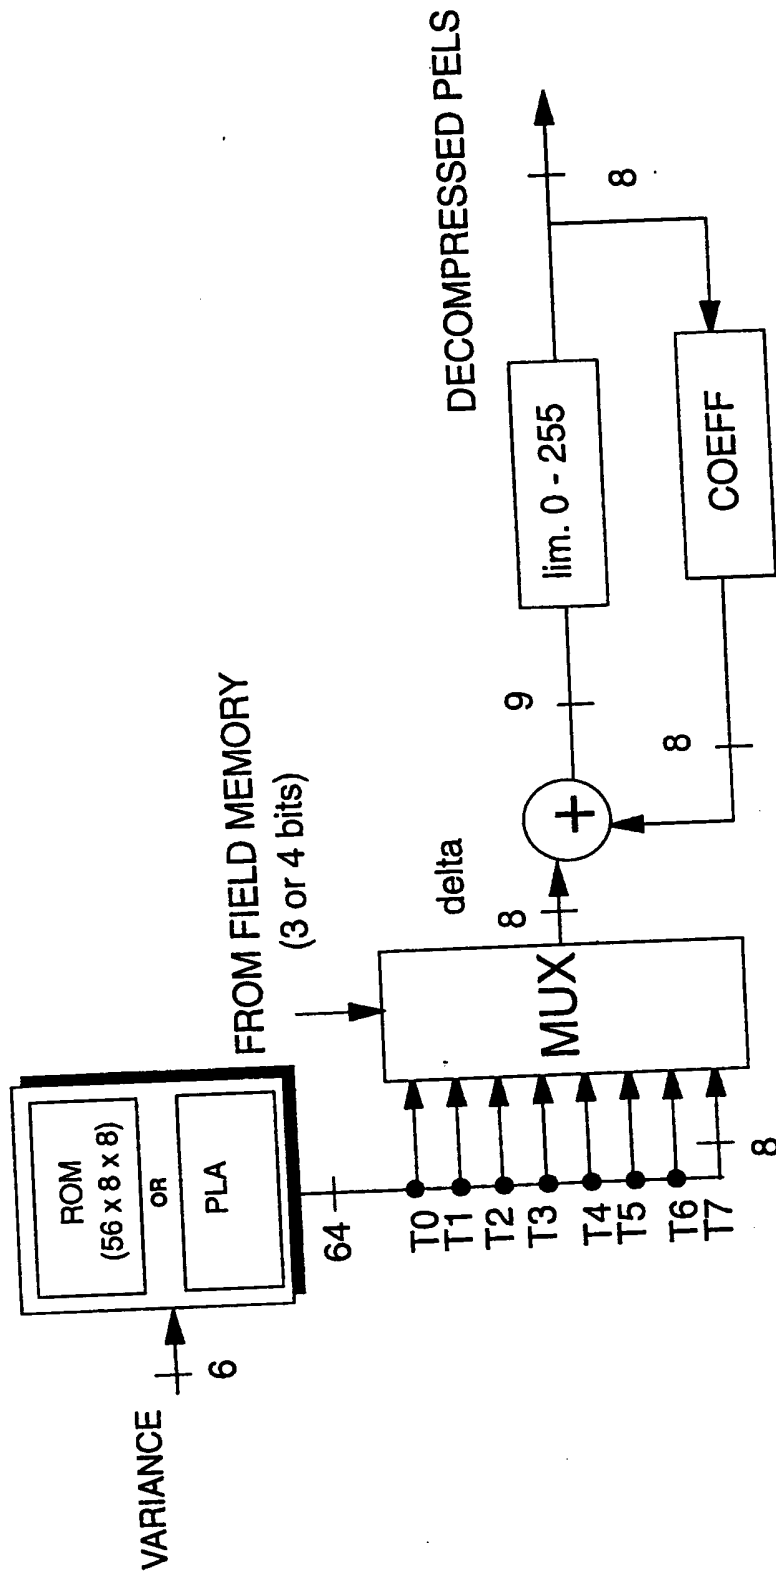 VARIANCE
6
ROM
(56 x 8 x 8)
OR
PLA
64
T0
T1
T2
T3
T4
T5
T6
T7
8
FROM FIELD MEMORY
(3 or 4 bits)
MUX
delta
8
+
9
8
lim. 0 - 255
COEFF
DECOMPRESSED PELS
8